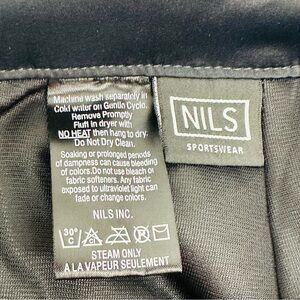 Machine wash separately in
Cold water on Gentle Cycle.
Remove Promptly
Fluff in dryer with
NO HEAT then hang to dry.
Do Not Dry Clean.
Soaking or prolonged periods
of dampness can cause bleeding
of colors. Do not use bleach or
fabric softeners. Any fabric
exposed to ultraviolet light can
fade or change colors.
NILS INC.
30°
C
STEAM ONLY
A LA VAPEUR SEULEMENT
NILS
SPORTSWEAR